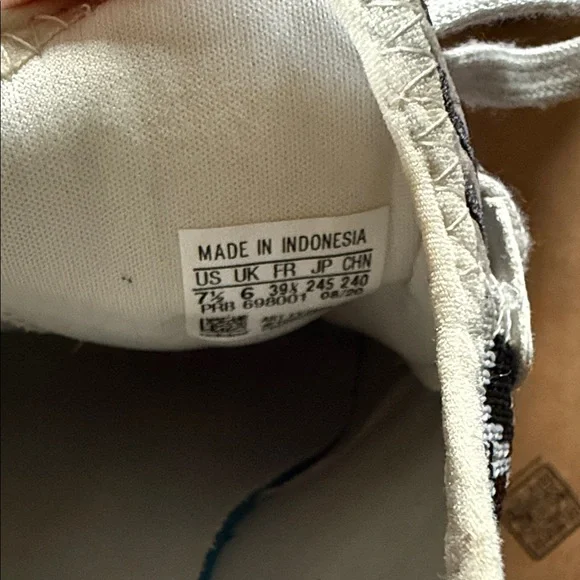 MADE IN INDONESIA
US UK FR JP CHN
7½ 6 39⅓ 245 240
PRB 698001 08/20